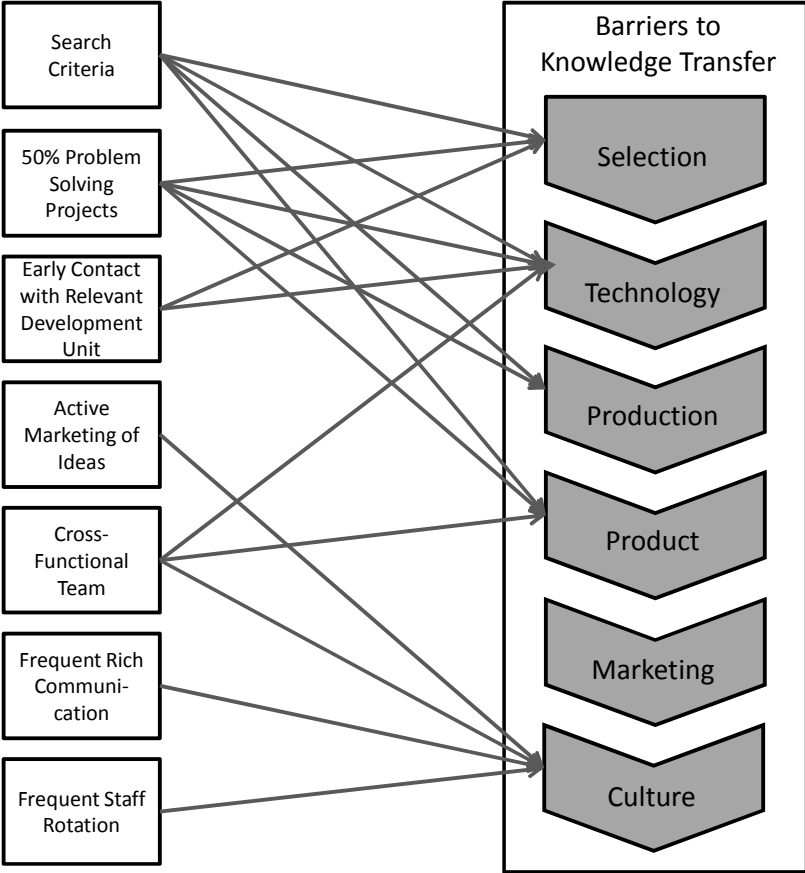 Search
Criteria
50% Problem
Solving
Projects
Early Contact
with Relevant
Development
Unit
Active
Marketing of
Ideas
Cross-
Functional
Team
Frequent Rich
Communi-
cation
Frequent Staff
Rotation
Barriers to
Knowledge Transfer
Selection
Technology
Production
Product
Marketing
Culture